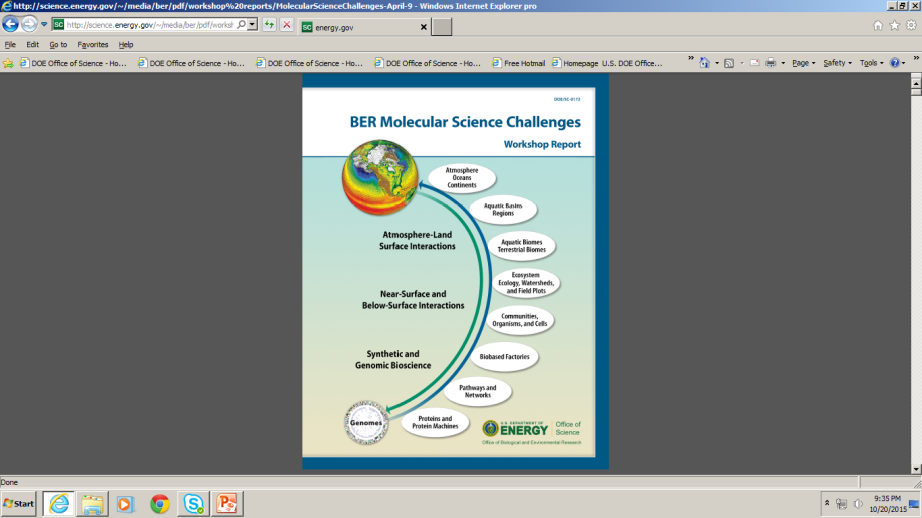 http://science.energy.gov/~/media/ber/pdf/workshop%20reports/MolecularScienceChallenges-April-9 - Windows Internet Explorer pro
http://science.energy.gov/~/media/ber/pdf/worksh
energy.gov
File Edit Go to Favorites Help
DOE Office of Science - Ho... DOE Office of Science - Ho... DOE Office of Science - Ho... DOE Office of Science - Ho... Free Hotmail Homepage U.S. DOE Office... Page Safety Tools
DOE/SC-0172
BER Molecular Science Challenges
Workshop Report
Atmosphere
Oceans
Continents
Aquatic Basins
Regions
Atmosphere-Land
Surface Interactions
Aquatic Biomes
Terrestrial Biomes
Ecosystem
Ecology, Watersheds,
and Field Plots
Near-Surface and
Below-Surface Interactions
Communities,
Organisms, and Cells
Synthetic and
Genomic Bioscience
Biobased Factories
Pathways and
Networks
Genomes
Proteins and
Protein Machines
U.S. DEPARTMENT OF
ENERGY
Office of
Science
Office of Biological and Environmental Research
Done
Start
9:35 PM
10/20/2015